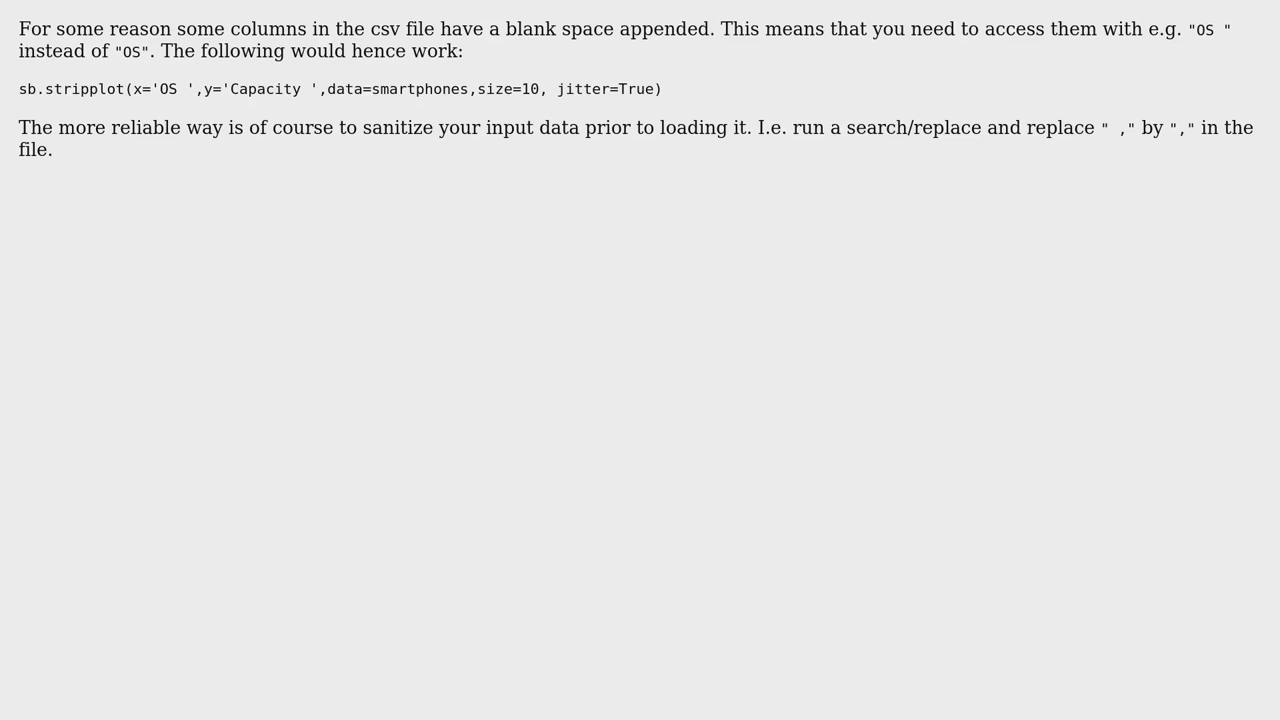 For some reason some columns in the csv file have a blank space appended. This means that you need to access them with e.g. "OS "
instead of "OS". The following would hence work:
sb.stripplot(x='OS ',y='Capacity ',data=smartphones,size=10, jitter=True)
The more reliable way is of course to sanitize your input data prior to loading it. I.e. run a search/replace and replace " ," by "," in the
file.